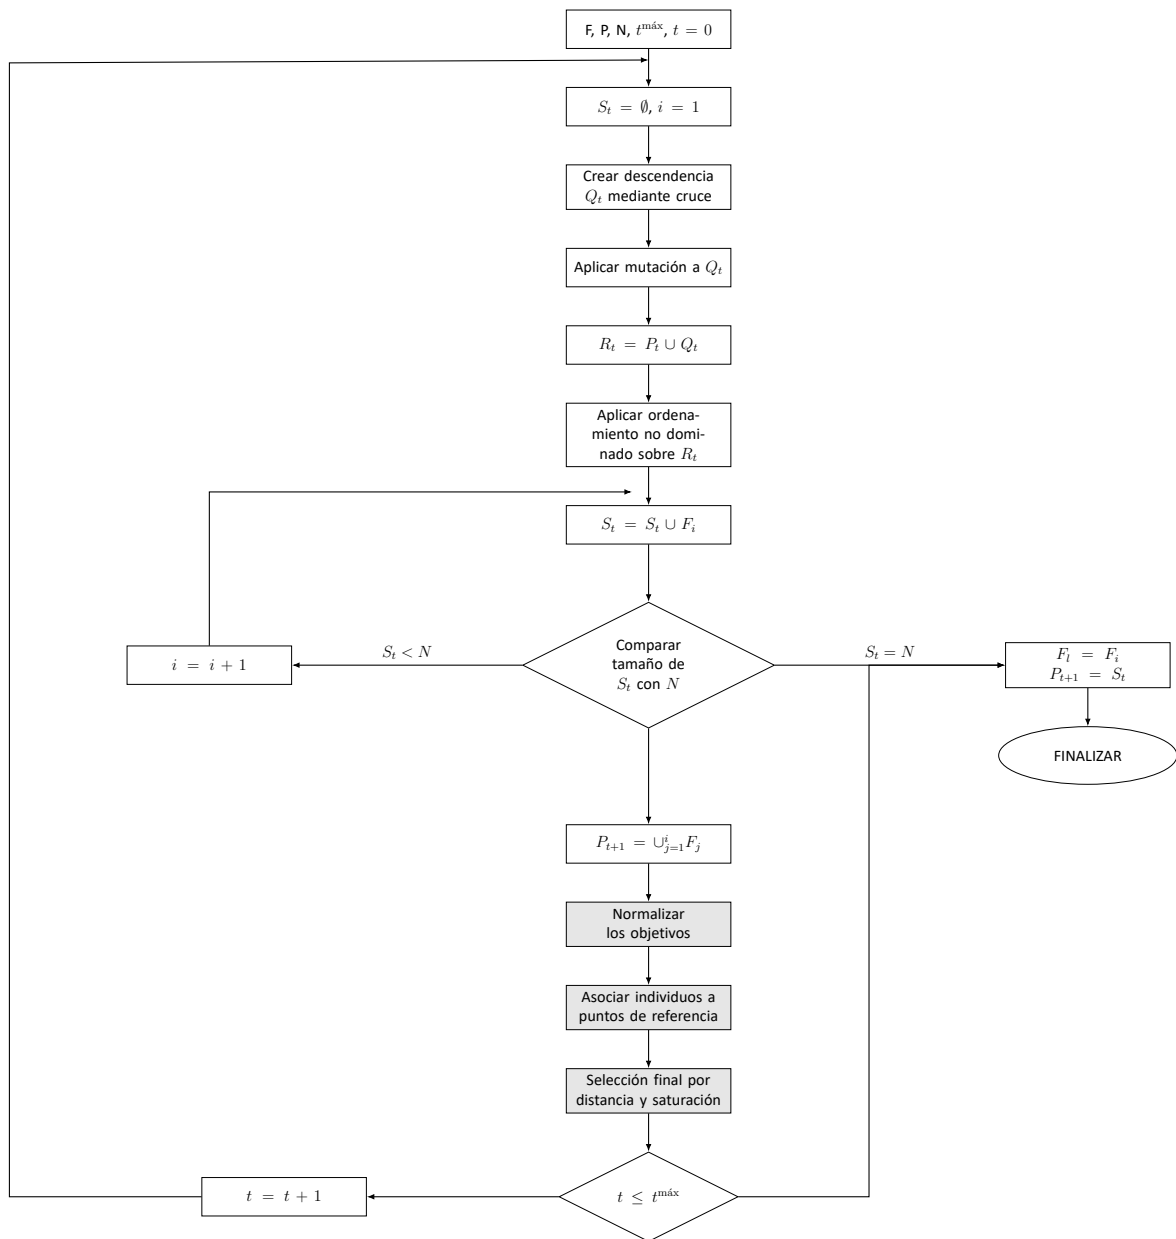 F, P, N, t^máx, t = 0
S_t = ∅, i = 1
Crear descendencia
Q_t mediante cruce
Aplicar mutación a Q_t
R_t = P_t ∪ Q_t
Aplicar ordena-
miento no domi-
nado sobre R_t
S_t = S_t ∪ F_i
i = i + 1
S_t < N
Comparar
tamaño de
S_t con N
S_t = N
F_l = F_i
P_{t+1} = S_t
FINALIZAR
P_{t+1} = ∪_{j=1}^i F_j
Normalizar
los objetivos
Asociar individuos a
puntos de referencia
Selección final por
distancia y saturación
t = t + 1
t ≤ t^máx